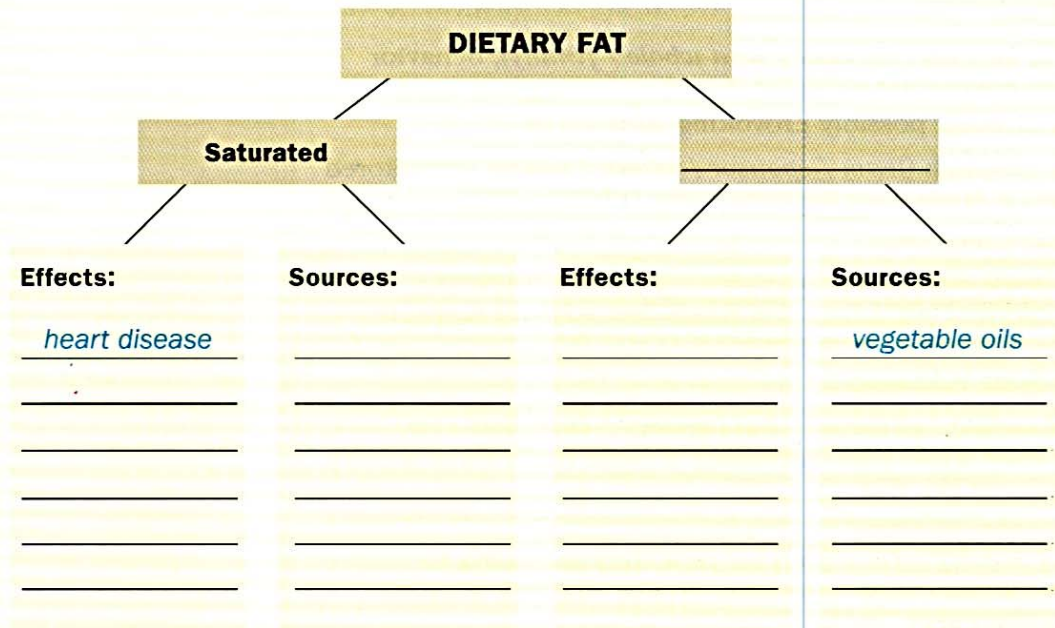 DIETARY FAT
Saturated
Effects:
heart disease
Sources:
Effects:
Sources:
vegetable oils